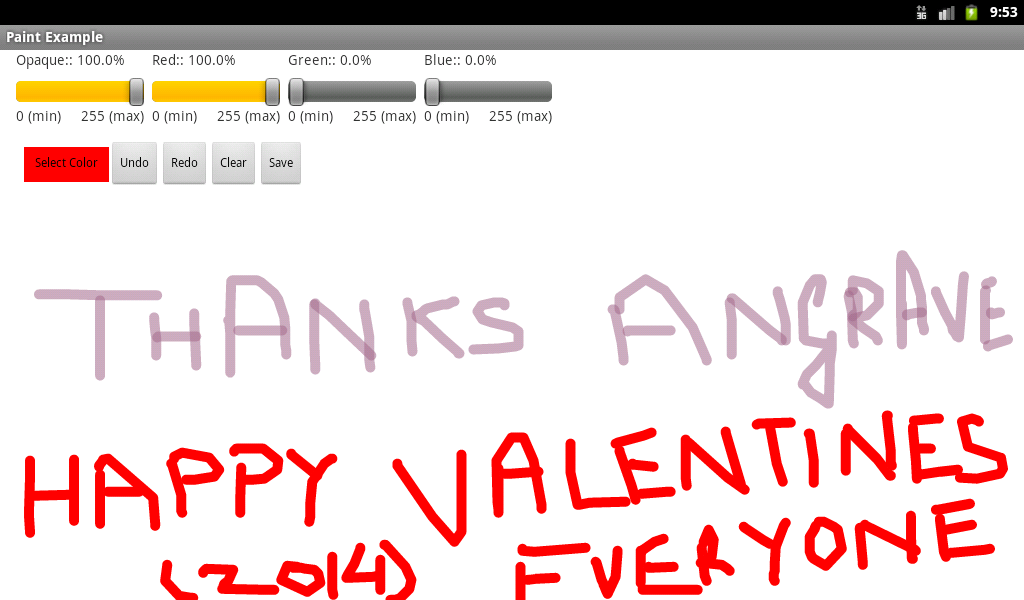 3G 9:53
Paint Example
Opaque:: 100.0% Red:: 100.0% Green:: 0.0% Blue:: 0.0%
0 (min) 255 (max) 0 (min) 255 (max) 0 (min) 255 (max) 0 (min) 255 (max)
Select Color Undo Redo Clear Save
THANKS ANgRAVE
HAPPY VALENTINES
(2014) EVERYONE